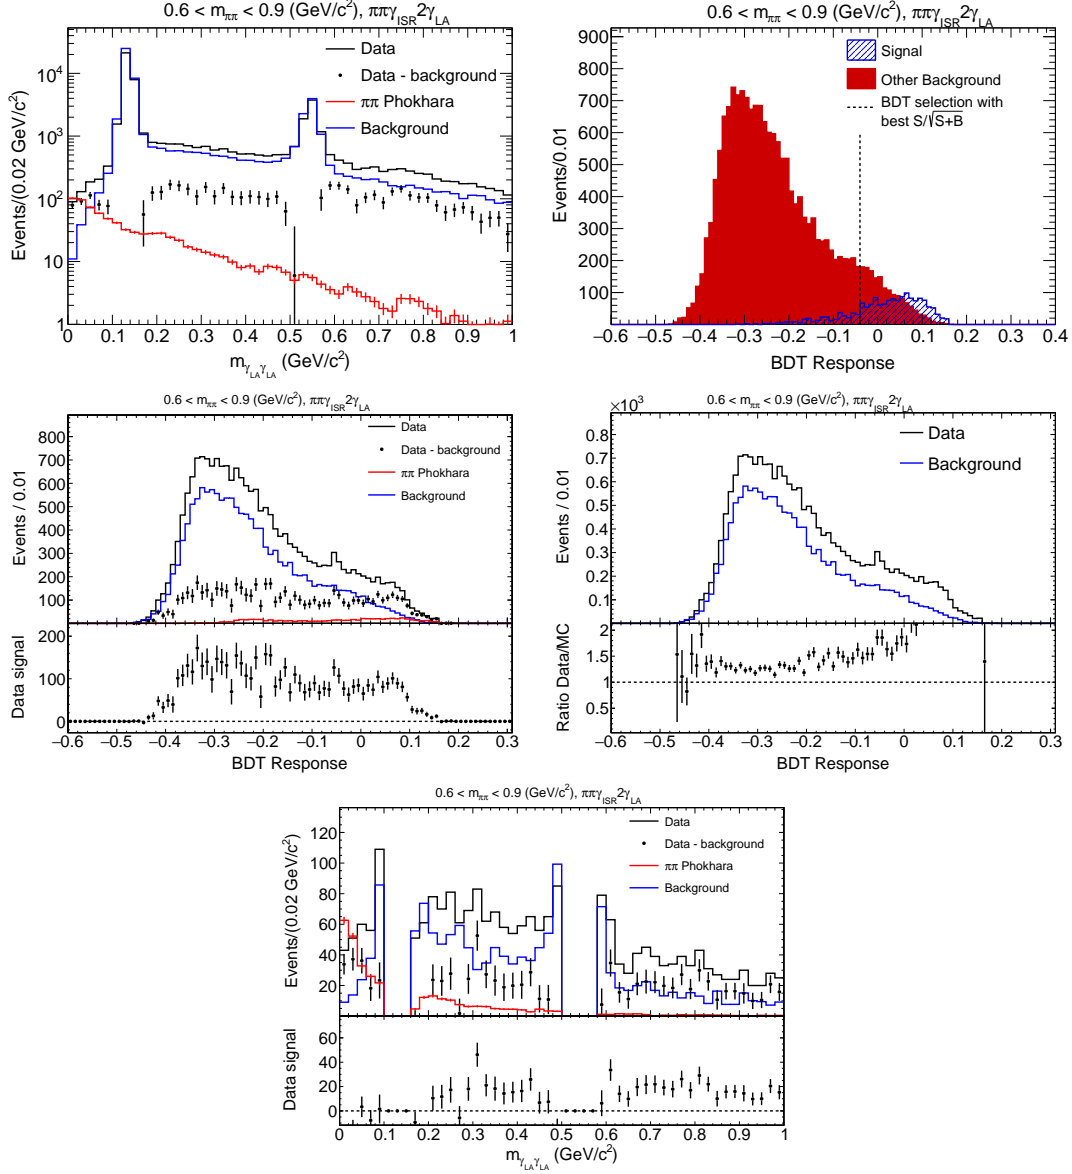 0.6 < m_ππ < 0.9 (GeV/c²), ππγ_ISR2γ_LA
Events/(0.02 GeV/c²)
10⁴
10³
10²
10
1
Data
Data - background
ππ Phokhara
Background
0 0.1 0.2 0.3 0.4 0.5 0.6 0.7 0.8 0.9 1
m_γLAγLA (GeV/c²)
0.6 < m_ππ < 0.9 (GeV/c²), ππγ_ISR2γ_LA
Events/0.01
900
800
700
600
500
400
300
200
100
Signal
Other Background
BDT selection with
best S/√S+B
−0.6 −0.5 −0.4 −0.3 −0.2 −0.1 0 0.1 0.2 0.3 0.4
BDT Response
0.6 < m_ππ < 0.9 (GeV/c²), ππγ_ISR2γ_LA
Events / 0.01
800
700
600
500
400
300
200
100
Data
Data - background
ππ Phokhara
Background
Data signal
200
100
0
−0.6 −0.5 −0.4 −0.3 −0.2 −0.1 0 0.1 0.2 0.3
BDT Response
×10³
0.6 < m_ππ < 0.9 (GeV/c²), ππγ_ISR2γ_LA
Events / 0.01
0.8
0.7
0.6
0.5
0.4
0.3
0.2
0.1
Data
Background
Ratio Data/MC
2
1.5
1
0.5
−0.6 −0.5 −0.4 −0.3 −0.2 −0.1 0 0.1 0.2 0.3
BDT Response
0.6 < m_ππ < 0.9 (GeV/c²), ππγ_ISR2γ_LA
Events/(0.02 GeV/c²)
120
100
80
60
40
20
Data
Data - background
ππ Phokhara
Background
Data signal
60
40
20
0
0 0.1 0.2 0.3 0.4 0.5 0.6 0.7 0.8 0.9 1
m_γLAγLA (GeV/c²)